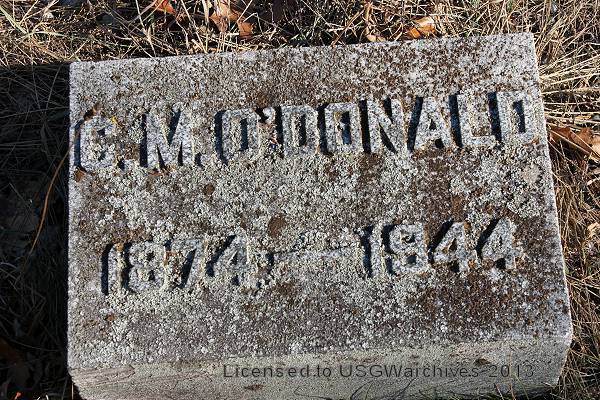 C. M. O'DONALD
1874 — 1944
Licensed to USGWarchives 2013